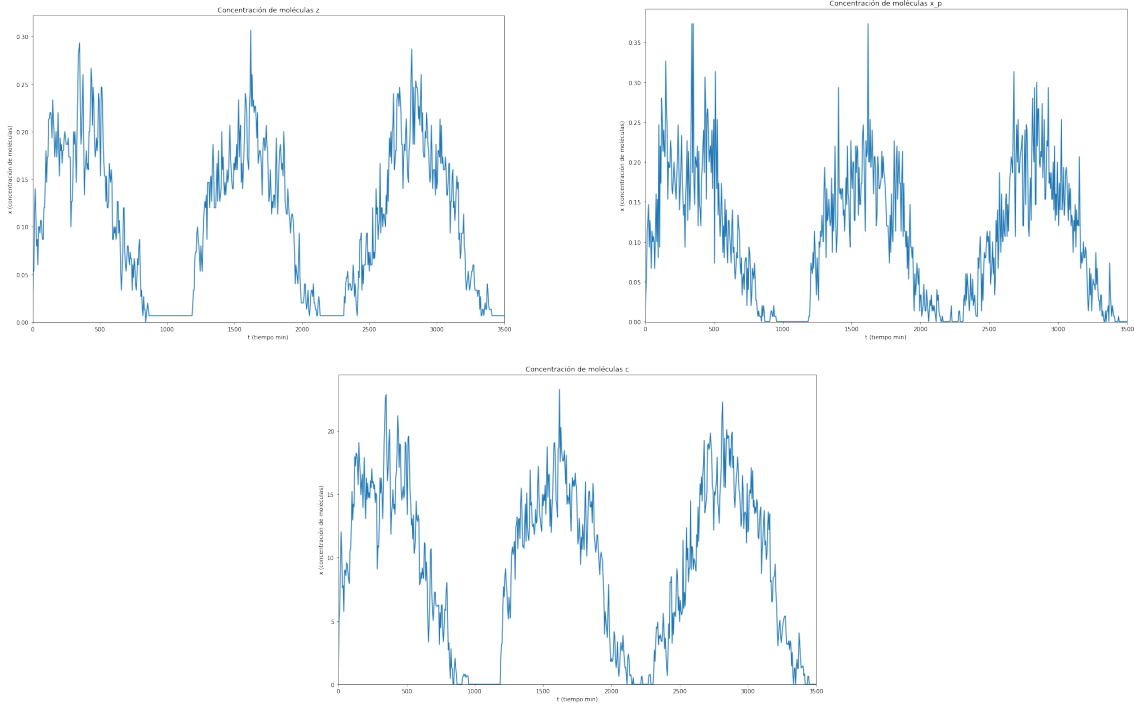 Concentración de moléculas z
x (concentración de moléculas)
0.30
0.25
0.20
0.15
0.10
0.05
0.00
0 500 1000 1500 2000 2500 3000 3500
t (tiempo min)
Concentración de moléculas x_p
x (concentración de moléculas)
0.35
0.30
0.25
0.20
0.15
0.10
0.05
0.00
0 500 1000 1500 2000 2500 3000 3500
t (tiempo min)
Concentración de moléculas c
x (concentración de moléculas)
20
15
10
5
0
0 500 1000 1500 2000 2500 3000 3500
t (tiempo min)